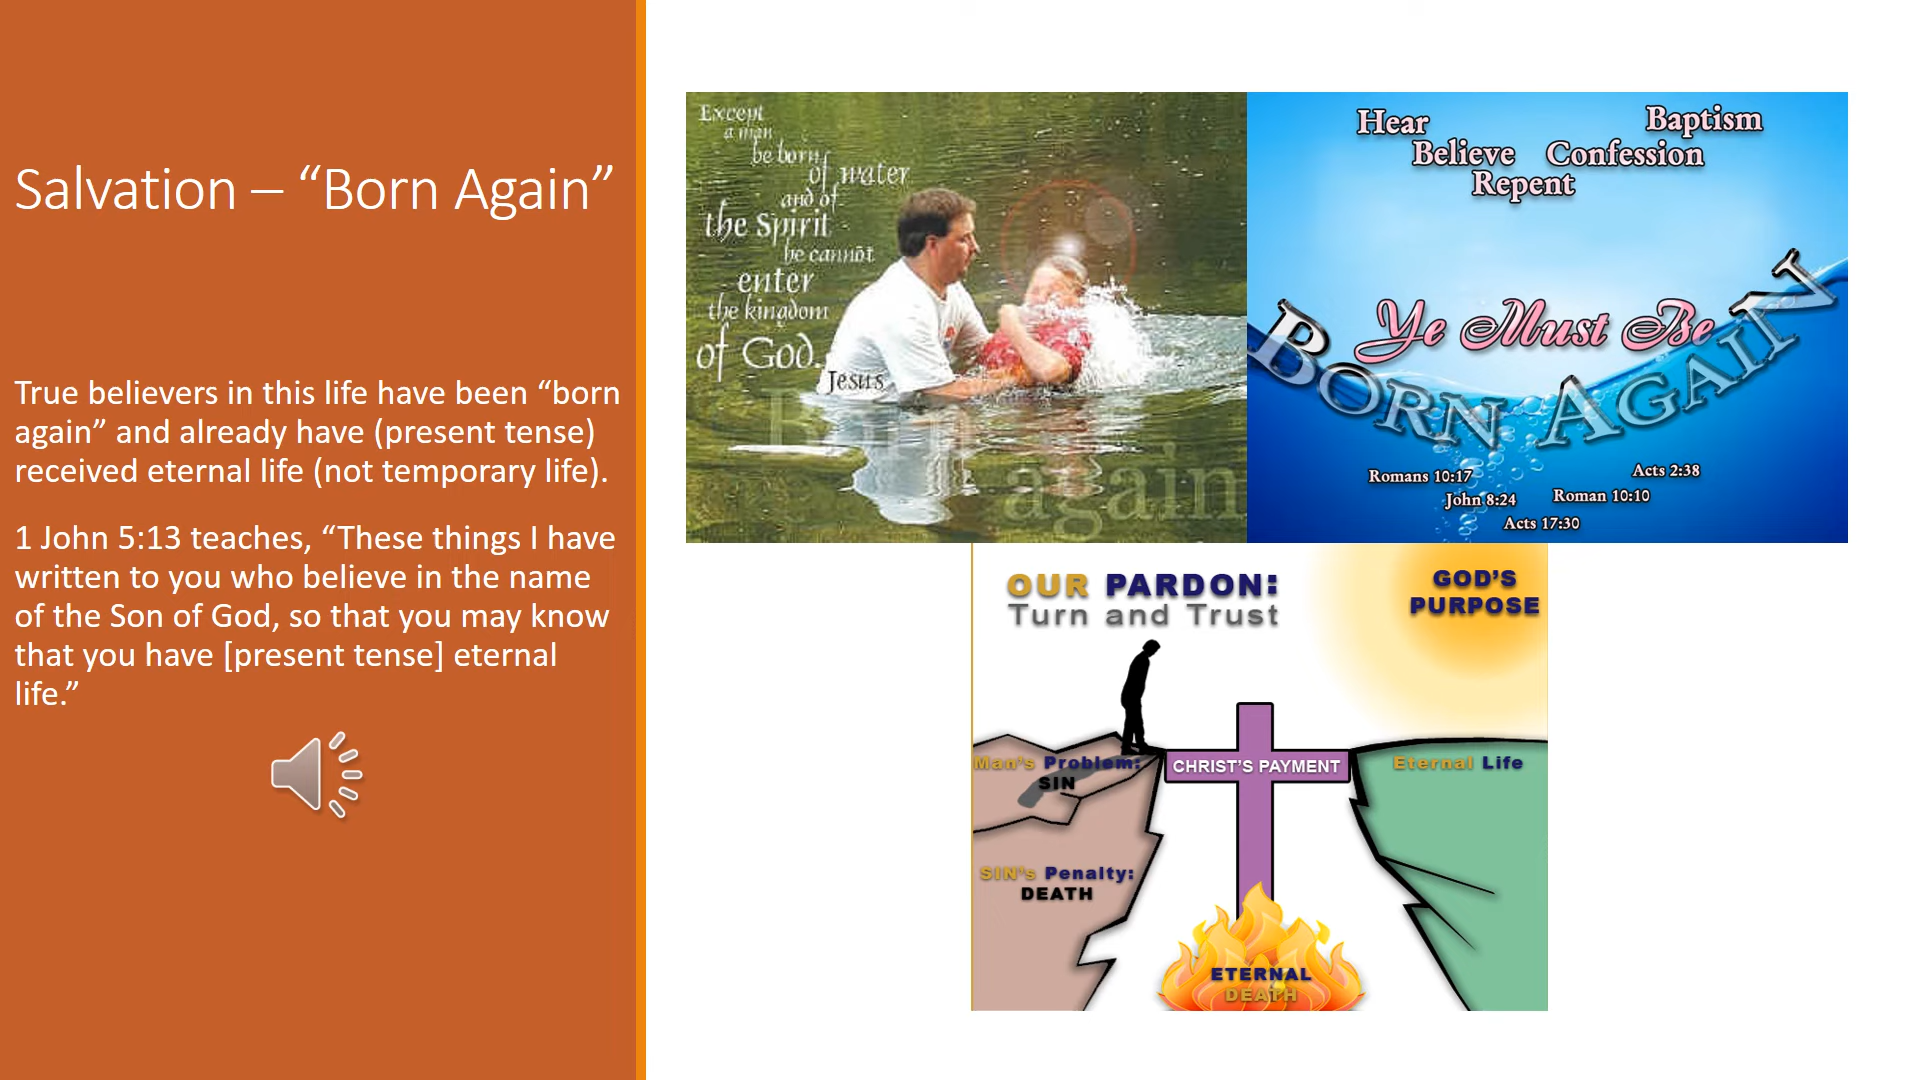 Salvation – “Born Again”
True believers in this life have been “born
again” and already have (present tense)
received eternal life (not temporary life).
1 John 5:13 teaches, “These things I have
written to you who believe in the name
of the Son of God, so that you may know
that you have [present tense] eternal
life.”
Except
a man
be born
of water
and of
the Spirit
he cannot
enter
the kingdom
of God.
Jesus
Born
again
Hear
Baptism
Believe
Confession
Repent
Ye Must Be
BORN AGAIN
Romans 10:17
Acts 2:38
John 8:24
Roman 10:10
Acts 17:30
OUR PARDON:
Turn and Trust
GOD’S
PURPOSE
Man’s Problem:
SIN
CHRIST’S PAYMENT
Eternal Life
SIN’s Penalty:
DEATH
ETERNAL
DEATH